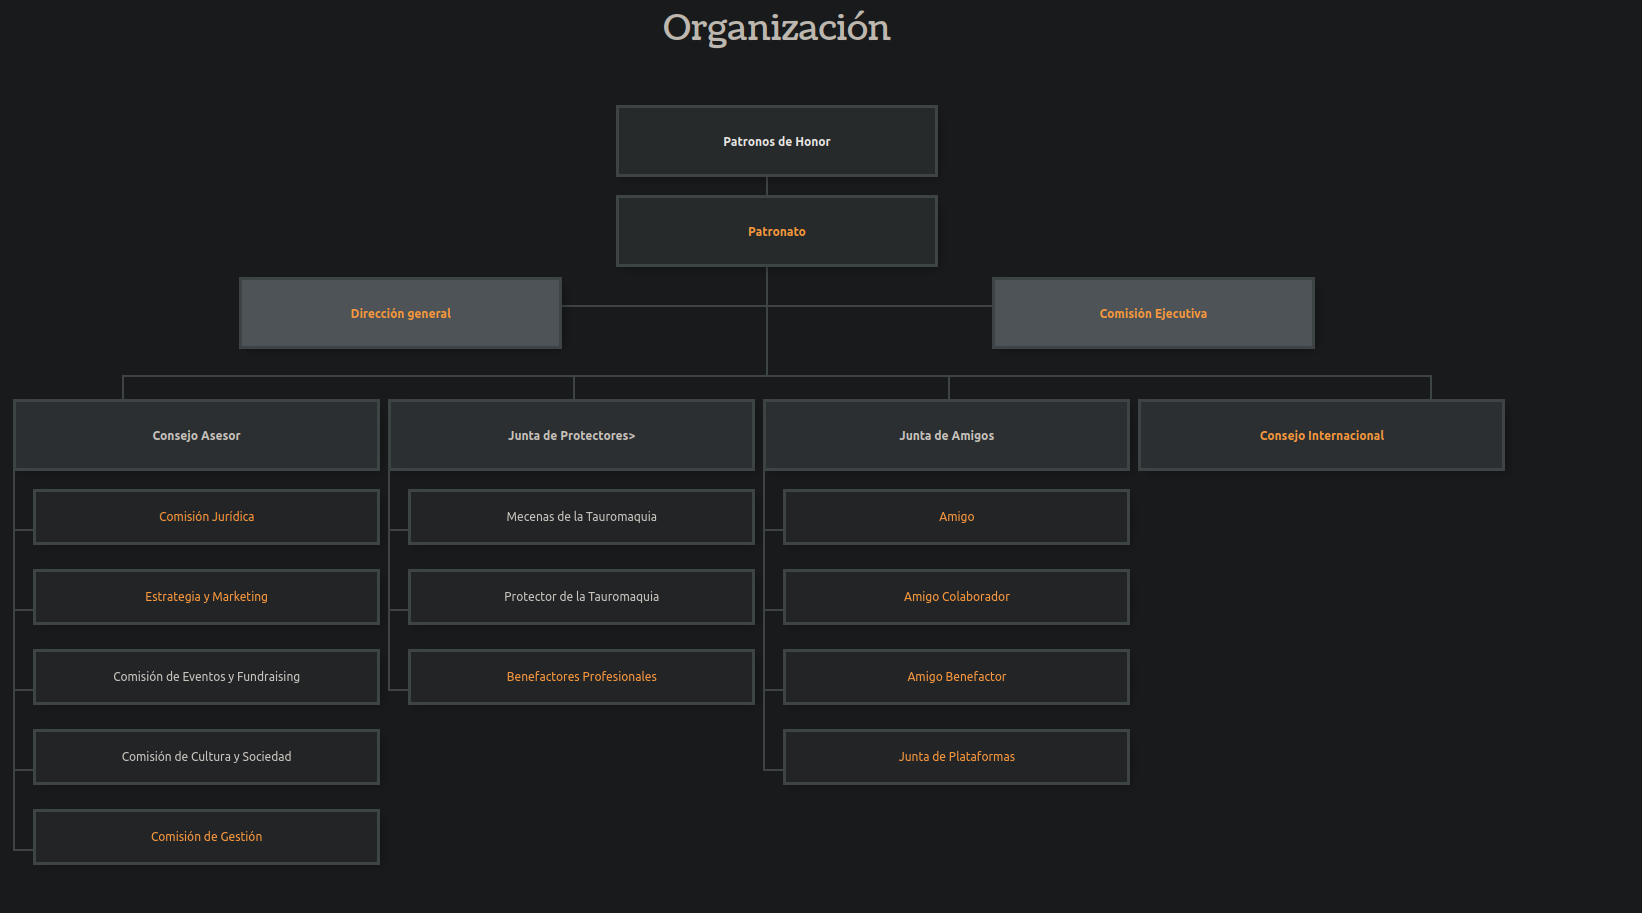 Organización
Patronos de Honor
Patronato
Dirección general
Comisión Ejecutiva
Consejo Asesor
Junta de Protectores>
Junta de Amigos
Consejo Internacional
Comisión Jurídica
Mecenas de la Tauromaquia
Amigo
Estrategia y Marketing
Protector de la Tauromaquia
Amigo Colaborador
Comisión de Eventos y Fundraising
Benefactores Profesionales
Amigo Benefactor
Comisión de Cultura y Sociedad
Junta de Plataformas
Comisión de Gestión